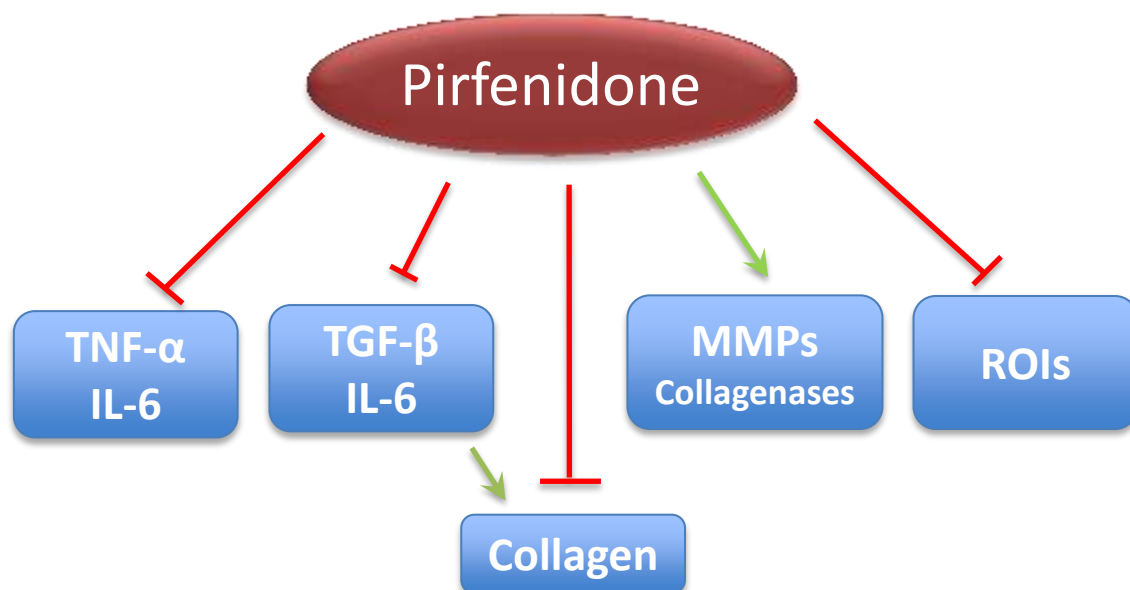 Pirfenidone
TNF-α
IL-6
TGF-β
IL-6
MMPs
Collagenases
ROIs
Collagen